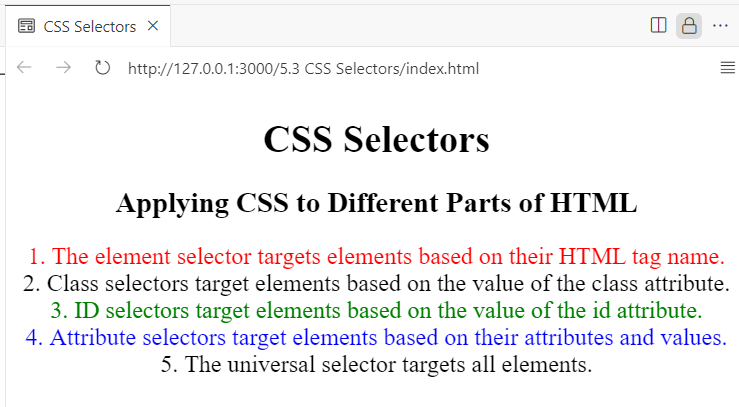 CSS Selectors
http://127.0.0.1:3000/5.3 CSS Selectors/index.html
CSS Selectors
Applying CSS to Different Parts of HTML
1. The element selector targets elements based on their HTML tag name.
2. Class selectors target elements based on the value of the class attribute.
3. ID selectors target elements based on the value of the id attribute.
4. Attribute selectors target elements based on their attributes and values.
5. The universal selector targets all elements.